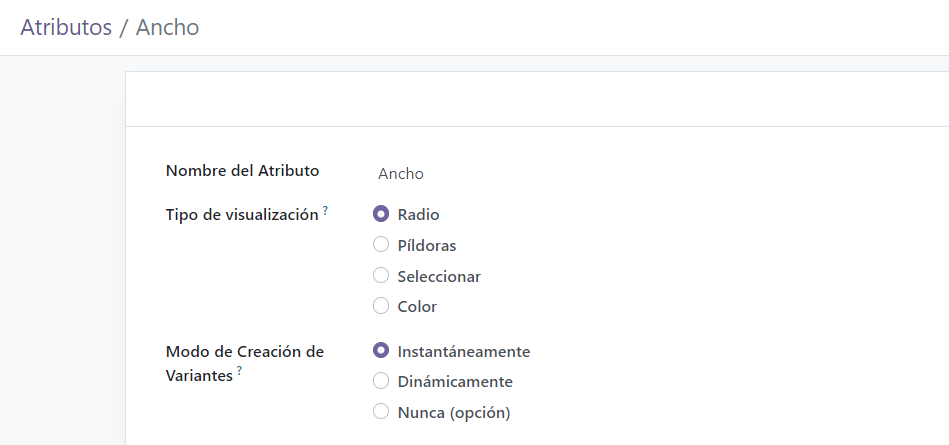 Atributos / Ancho
Nombre del Atributo Ancho
Tipo de visualización ? Radio
Píldoras
Seleccionar
Color
Modo de Creación de Instantáneamente
Variantes ? Dinámicamente
Nunca (opción)